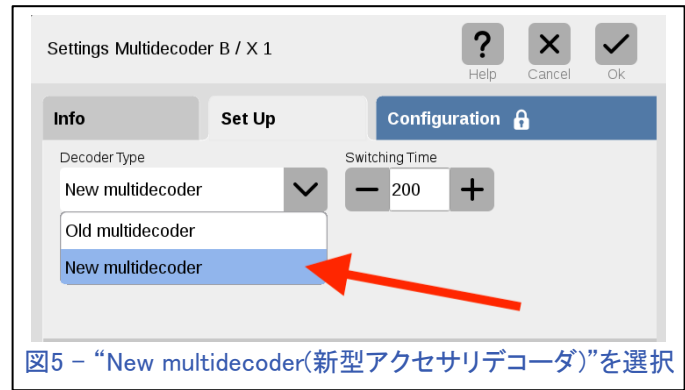 Settings Multidecoder B / X 1
?
Help
Cancel
Ok
Info
Set Up
Configuration
Decoder Type
Switching Time
New multidecoder
200
Old multidecoder
New multidecoder
図5 – “New multidecoder(新型アクセサリデコーダ)”を選択